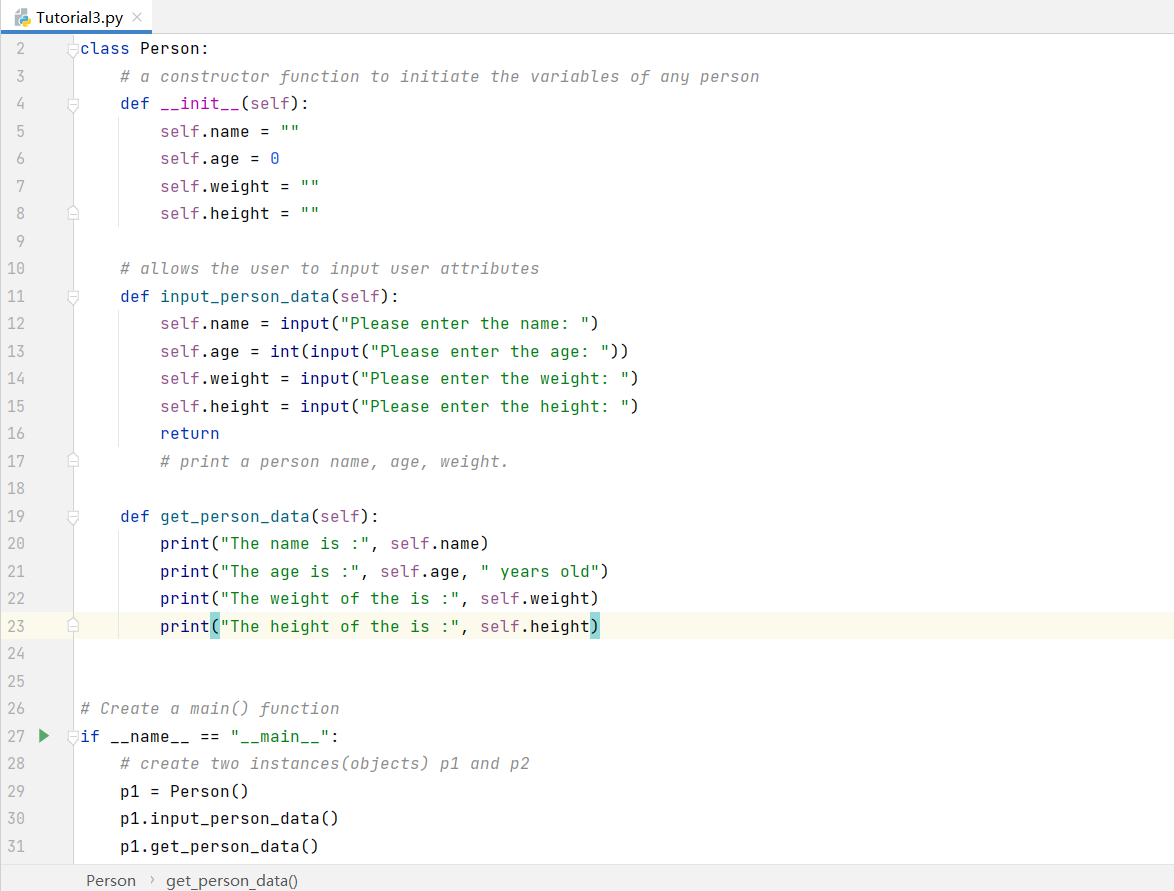 Tutorial3.py
2 class Person:
3 # a constructor function to initiate the variables of any person
4 def __init__(self):
5 self.name = ""
6 self.age = 0
7 self.weight = ""
8 self.height = ""
9
10 # allows the user to input user attributes
11 def input_person_data(self):
12 self.name = input("Please enter the name: ")
13 self.age = int(input("Please enter the age: "))
14 self.weight = input("Please enter the weight: ")
15 self.height = input("Please enter the height: ")
16 return
17 # print a person name, age, weight.
18
19 def get_person_data(self):
20 print("The name is :", self.name)
21 print("The age is :", self.age, " years old")
22 print("The weight of the is :", self.weight)
23 print("The height of the is :", self.height)
24
25
26 # Create a main() function
27 if __name__ == "__main__":
28 # create two instances(objects) p1 and p2
29 p1 = Person()
30 p1.input_person_data()
31 p1.get_person_data()
Person › get_person_data()